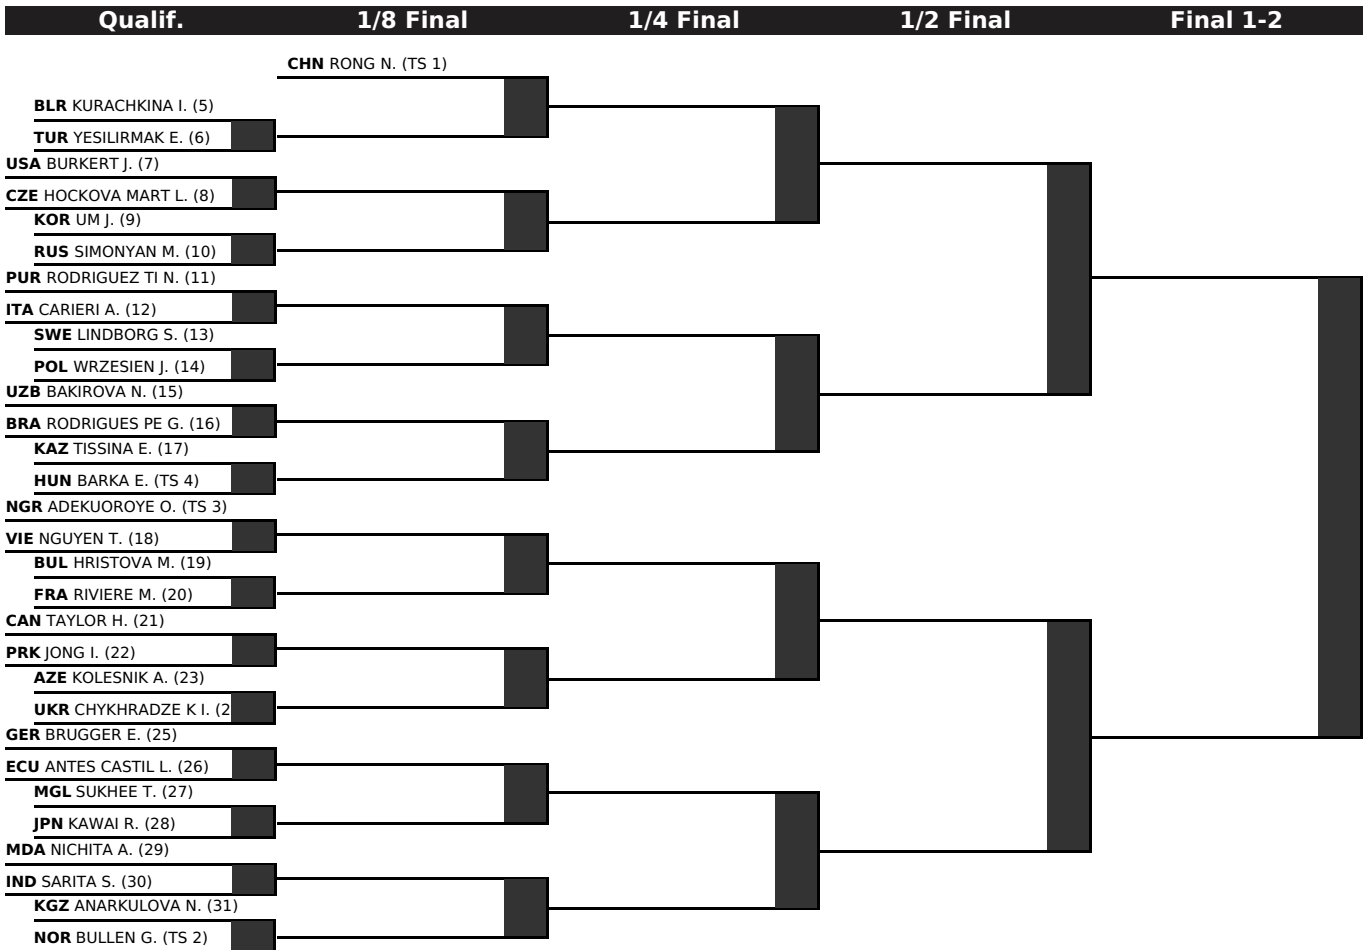 Qualif. 1/8 Final 1/4 Final 1/2 Final Final 1-2
CHN RONG N. (TS 1)
BLR KURACHKINA I. (5)
TUR YESILIRMAK E. (6)
USA BURKERT J. (7)
CZE HOCKOVA MART L. (8)
KOR UM J. (9)
RUS SIMONYAN M. (10)
PUR RODRIGUEZ TI N. (11)
ITA CARIERI A. (12)
SWE LINDBORG S. (13)
POL WRZESIEN J. (14)
UZB BAKIROVA N. (15)
BRA RODRIGUES PE G. (16)
KAZ TISSINA E. (17)
HUN BARKA E. (TS 4)
NGR ADEKUOROYE O. (TS 3)
VIE NGUYEN T. (18)
BUL HRISTOVA M. (19)
FRA RIVIERE M. (20)
CAN TAYLOR H. (21)
PRK JONG I. (22)
AZE KOLESNIK A. (23)
UKR CHYKHRADZE K I. (2
GER BRUGGER E. (25)
ECU ANTES CASTIL L. (26)
MGL SUKHEE T. (27)
JPN KAWAI R. (28)
MDA NICHITA A. (29)
IND SARITA S. (30)
KGZ ANARKULOVA N. (31)
NOR BULLEN G. (TS 2)